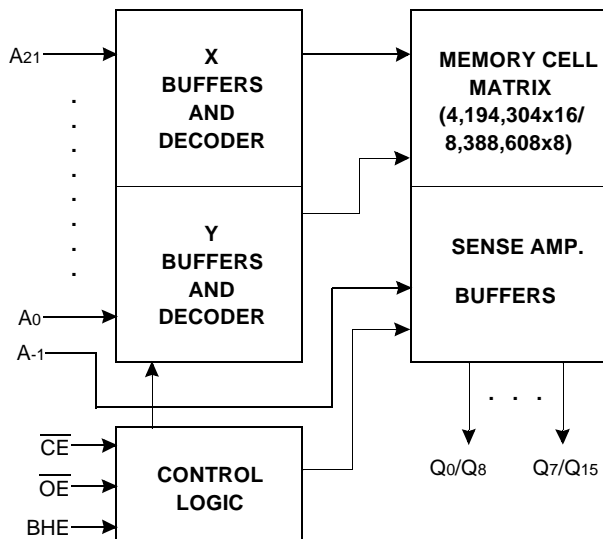 A21
X
BUFFERS
AND
DECODER
MEMORY CELL
MATRIX
(4,194,304x16/
8,388,608x8)
Y
BUFFERS
AND
DECODER
SENSE AMP.
BUFFERS
A0
A-1
CE
OE
BHE
CONTROL
LOGIC
Q0/Q8
Q7/Q15